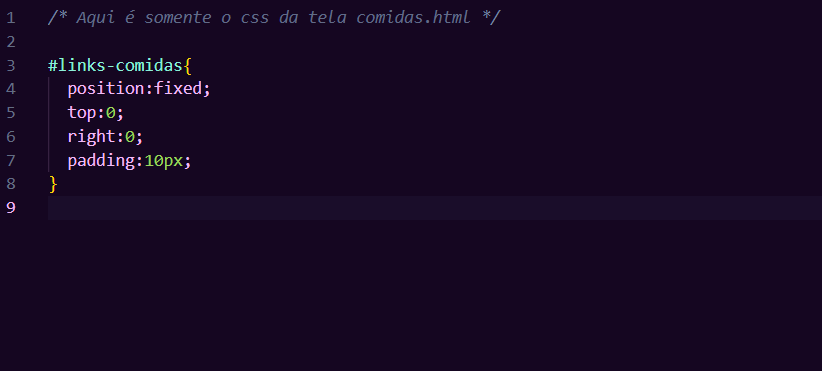 1 /* Aqui é somente o css da tela comidas.html */
2
3 #links-comidas{
4 position:fixed;
5 top:0;
6 right:0;
7 padding:10px;
8 }
9